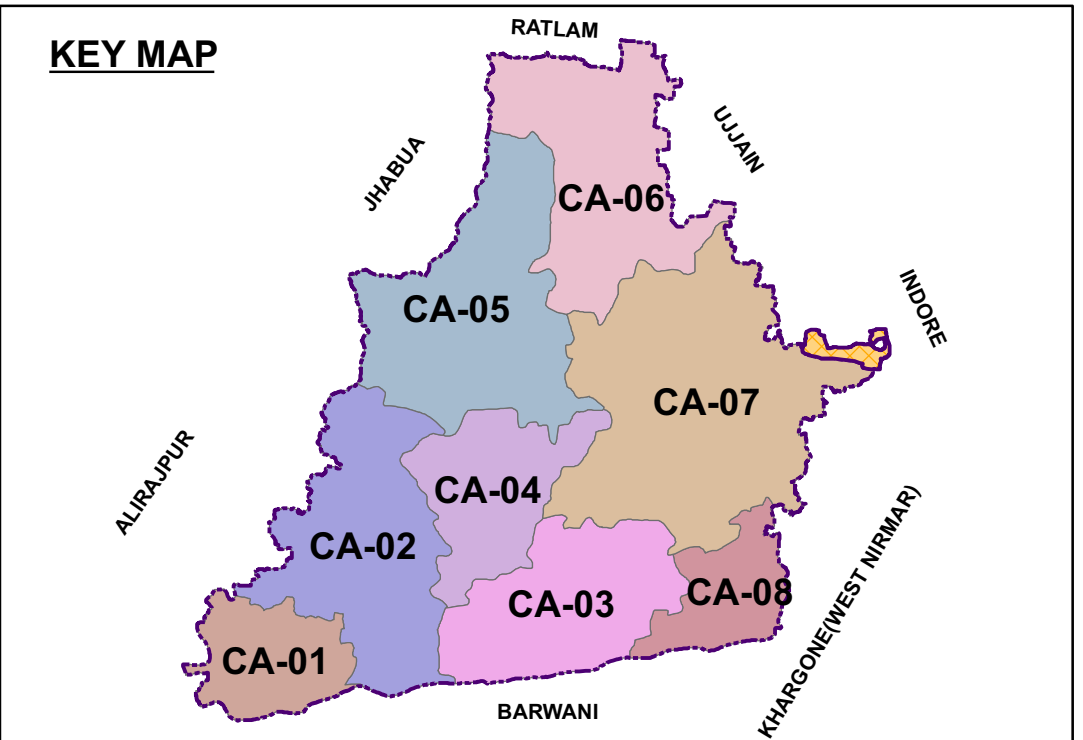 RATLAM
KEY MAP
UJJAIN
JHABUA
CA-06
INDORE
CA-05
CA-07
ALIRAJPUR
CA-04
CA-02
CA-08
CA-03
KHARGONE(WEST NIRMAR)
CA-01
BARWANI